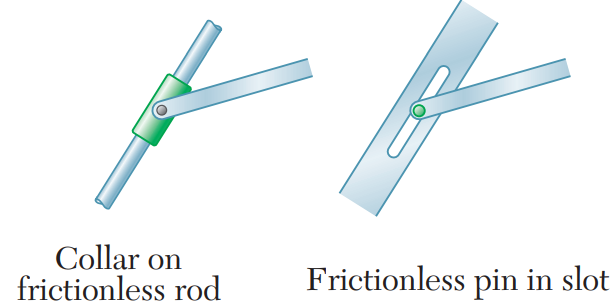 Collar on
frictionless rod
Frictionless pin in slot